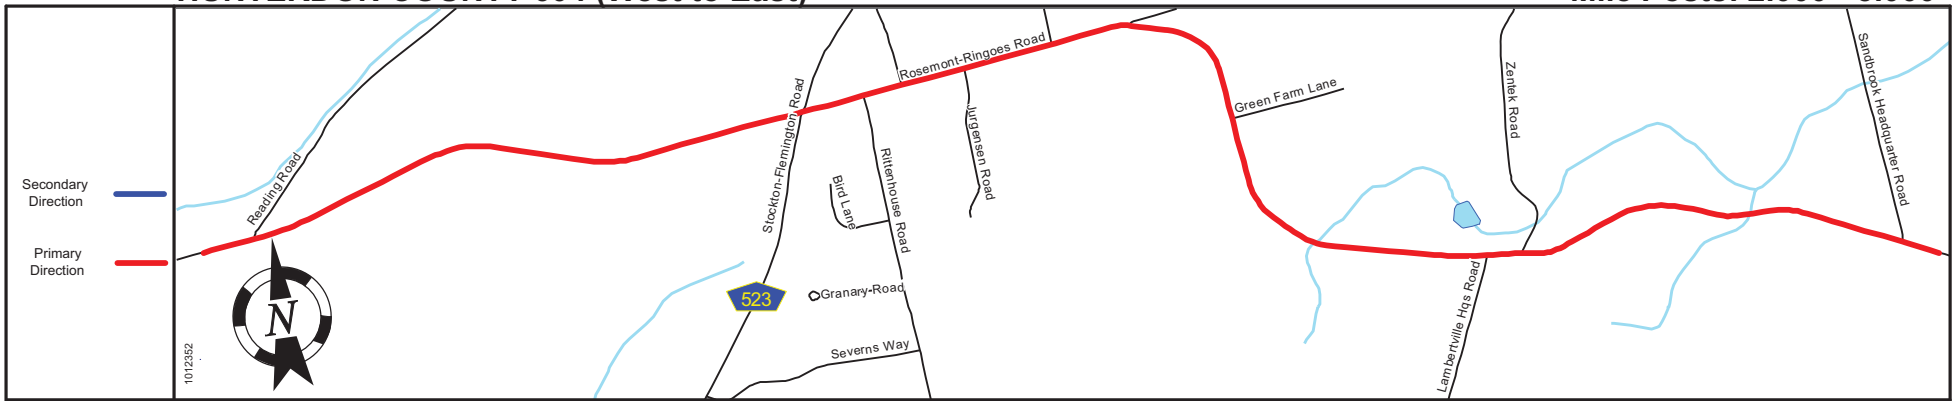 Secondary
Direction
Primary
Direction
Reading Road
1012352
N
Stockton-Flemington Road
523
Bird Lane
Rittenhouse Road
Granary Road
Severns Way
Rosemont-Ringoes Road
Jurgensen Road
Green Farm Lane
Zentek Road
Lambertville Hqs Road
Sandbrook Headquarter Road